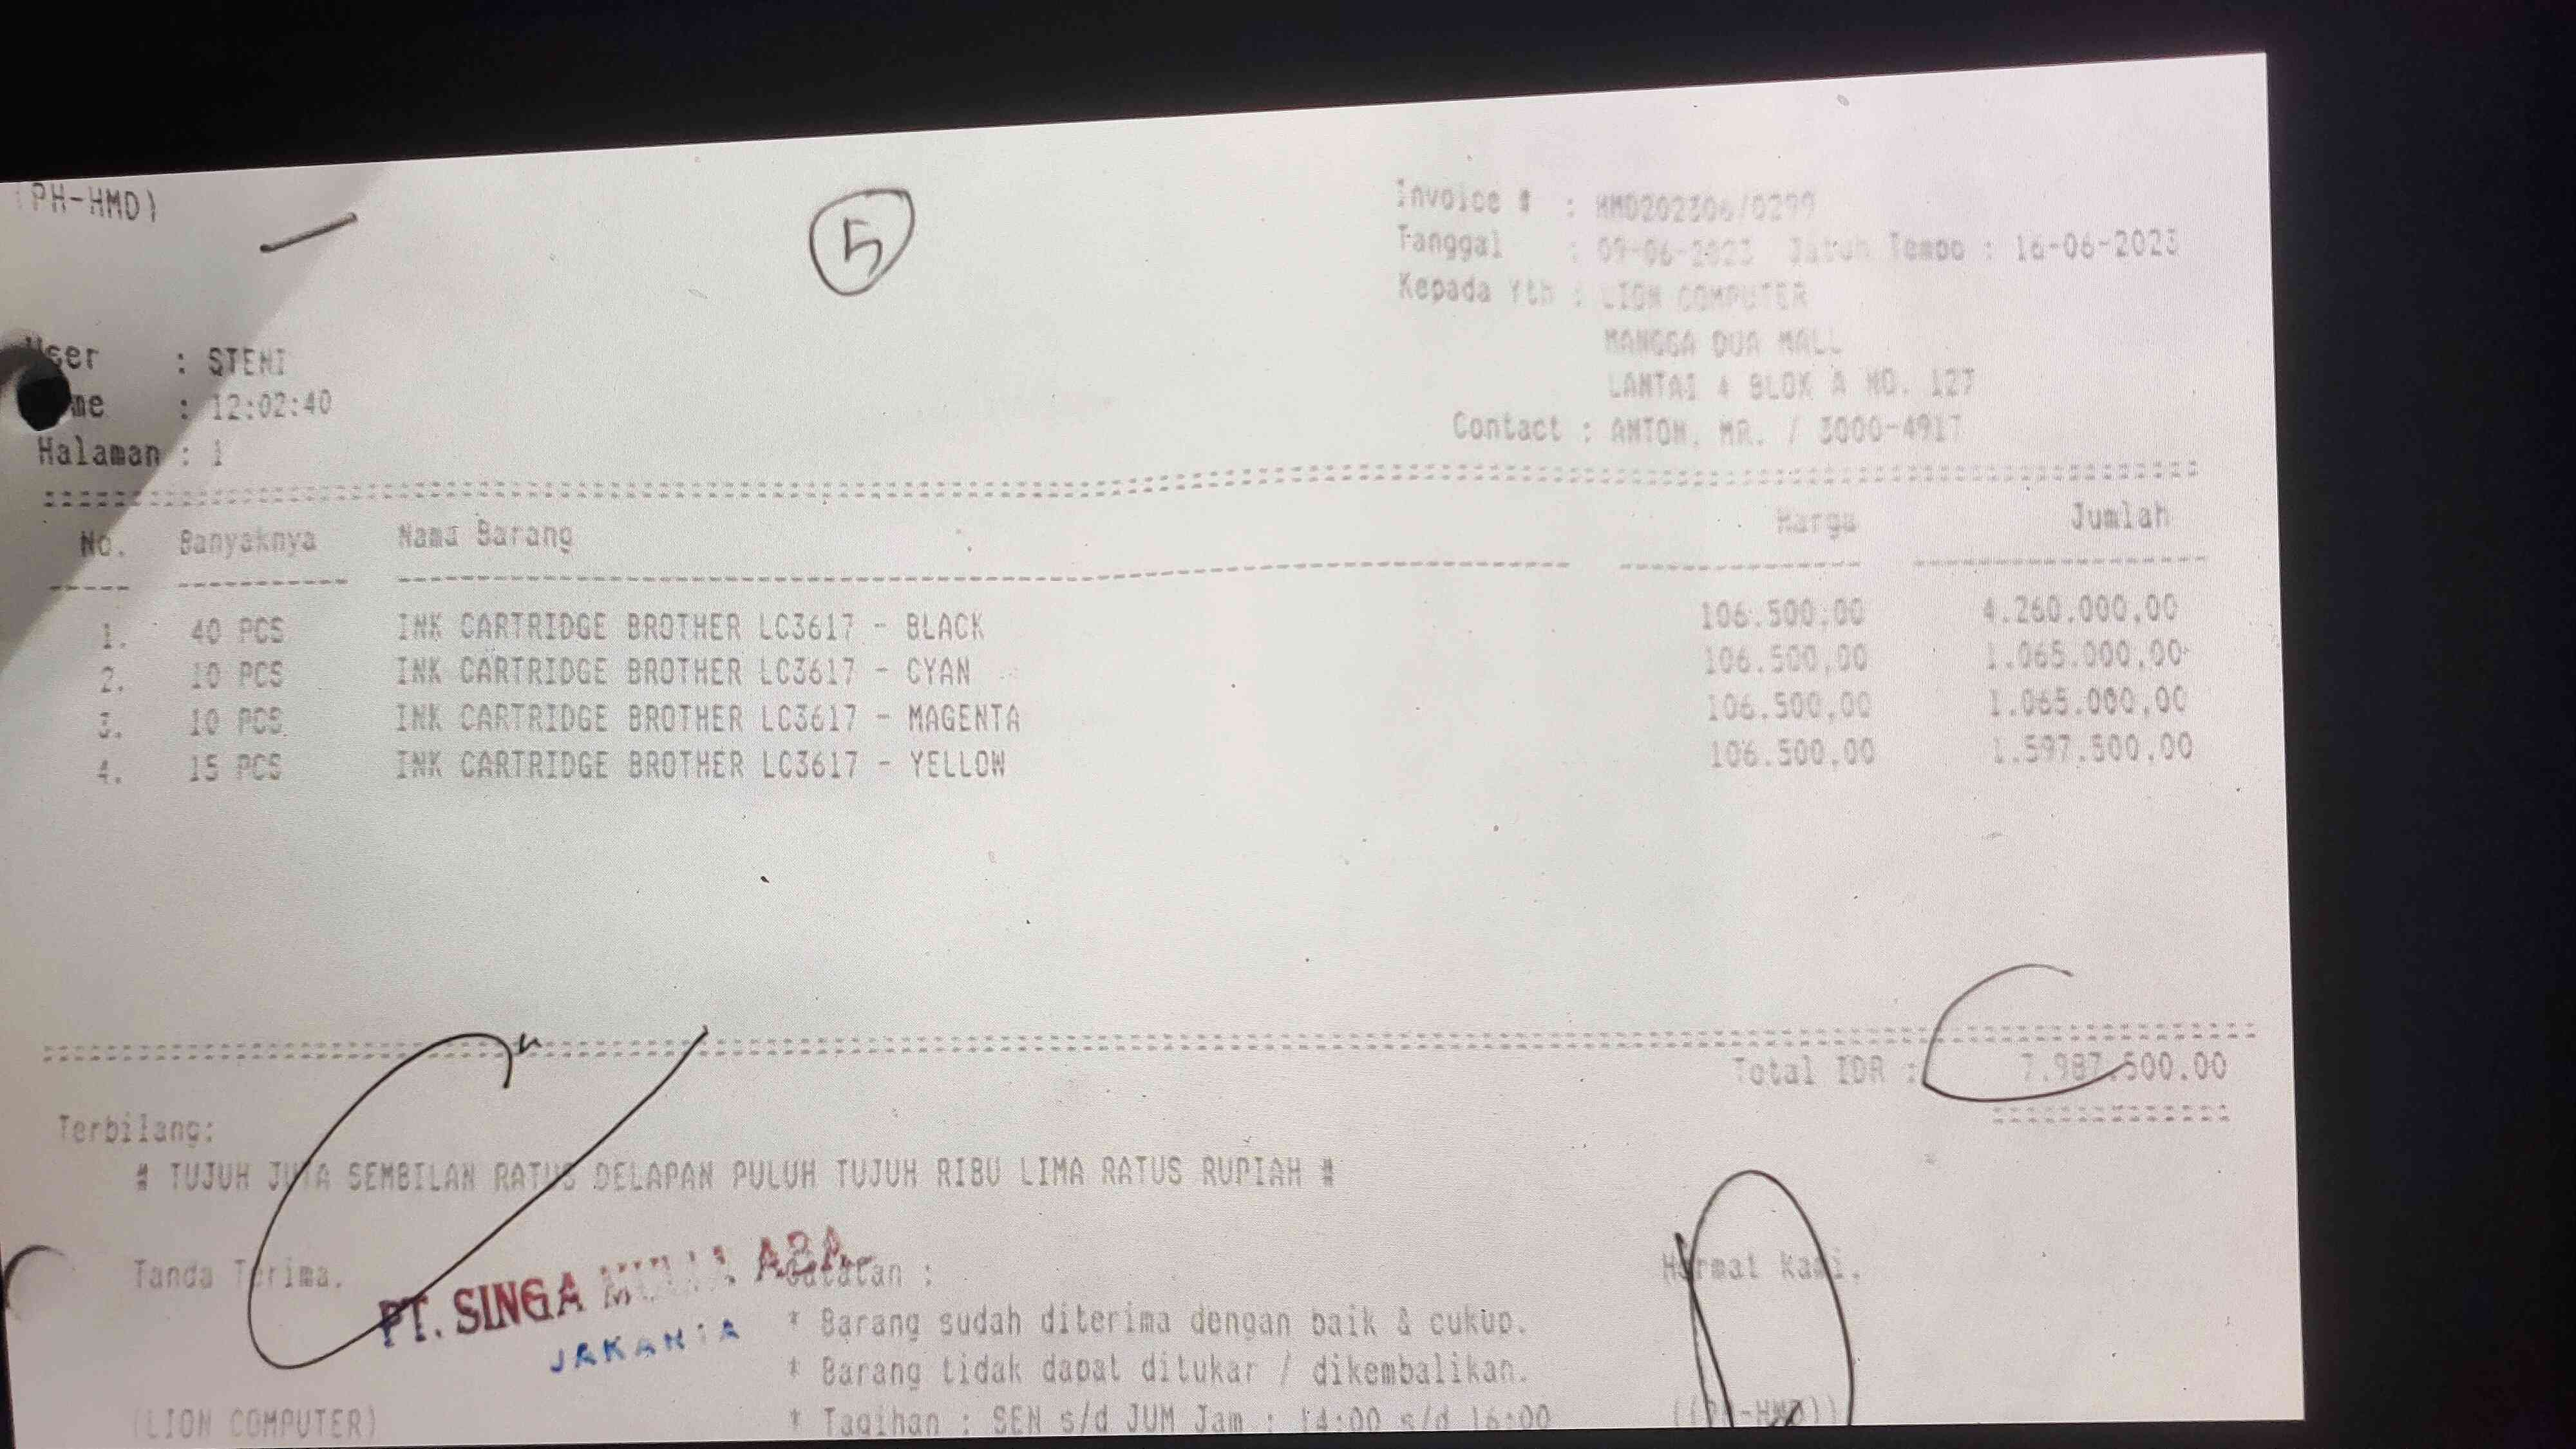 (PH-HMD)
5
Invoice # : HMD202306/0299
Tanggal : 09-06-2023 Jatuh Tempo : 16-06-2023
Kepada Yth : LION COMPUTER
MANGGA DUA MALL
LANTAI 4 BLOK A NO. 127
Contact : ANTON, MR. / 3000-4917
User : STENI
: 12:02:40
Halaman : 1
No. Banyaknya Nama Barang Harga Jumlah
1. 40 PCS INK CARTRIDGE BROTHER LC3617 - BLACK 106.500,00 4.260.000,00
2. 10 PCS INK CARTRIDGE BROTHER LC3617 - CYAN 106.500,00 1.065.000,00
3. 10 PCS INK CARTRIDGE BROTHER LC3617 - MAGENTA 106.500,00 1.065.000,00
4. 15 PCS INK CARTRIDGE BROTHER LC3617 - YELLOW 106.500,00 1.597.500,00
Total IDR : 7.987.500,00
Terbilang:
# TUJUH JUTA SEMBILAN RATUS DELAPAN PULUH TUJUH RIBU LIMA RATUS RUPIAH #
Tanda Terima, Catatan : Hormat Kami,
PT. SINGA
JAKARTA
* Barang sudah diterima dengan baik & cukup.
* Barang tidak dapat ditukar / dikembalikan.
* Tagihan : SEN s/d JUM Jam : 14:00 s/d 16:00
(LION COMPUTER) ((PH-HMD))